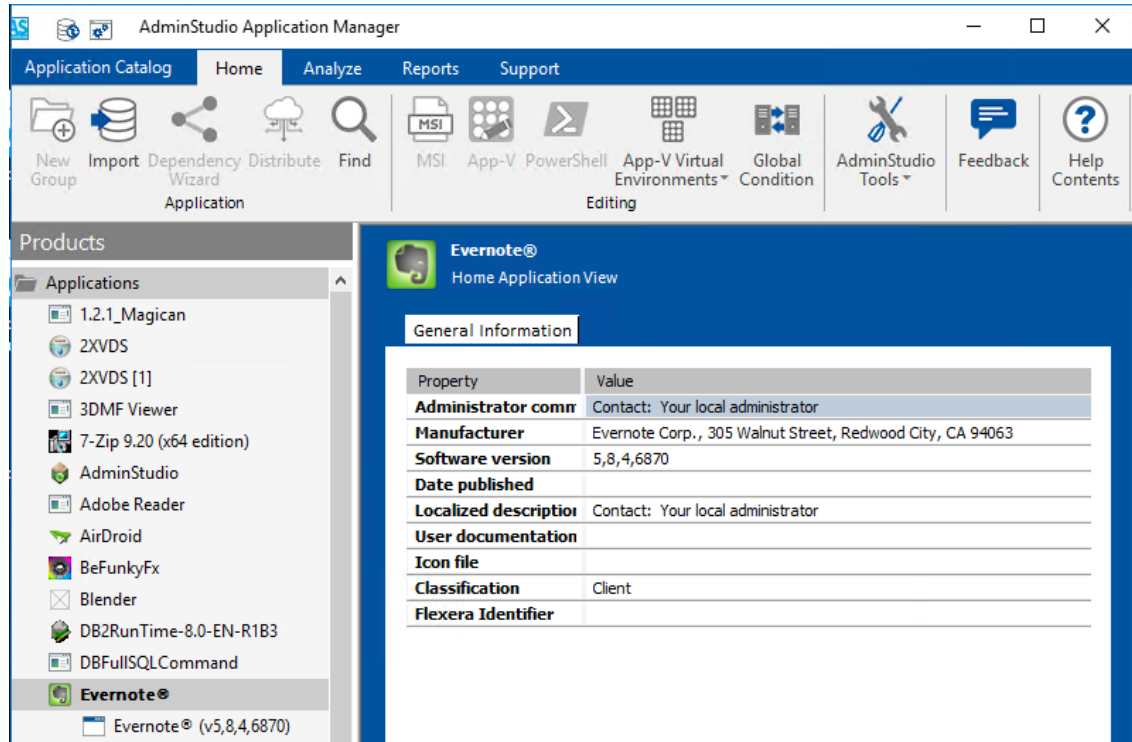 AS AdminStudio Application Manager
Application Catalog Home Analyze Reports Support
MSI
New Group Import Dependency Wizard Distribute Find MSI App-V PowerShell App-V Virtual Environments Global Condition AdminStudio Tools Feedback Help Contents
Application Editing
Products
Applications
1.2.1_Magican
2XVDS
2XVDS [1]
3DMF Viewer
7-Zip 9.20 (x64 edition)
AdminStudio
Adobe Reader
AirDroid
BeFunkyFx
Blender
DB2RunTime-8.0-EN-R1B3
DBFullSQLCommand
Evernote®
Evernote® (v5,8,4,6870)
Evernote®
Home Application View
General Information
Property Value
Administrator comm Contact: Your local administrator
Manufacturer Evernote Corp., 305 Walnut Street, Redwood City, CA 94063
Software version 5,8,4,6870
Date published
Localized description Contact: Your local administrator
User documentation
Icon file
Classification Client
Flexera Identifier